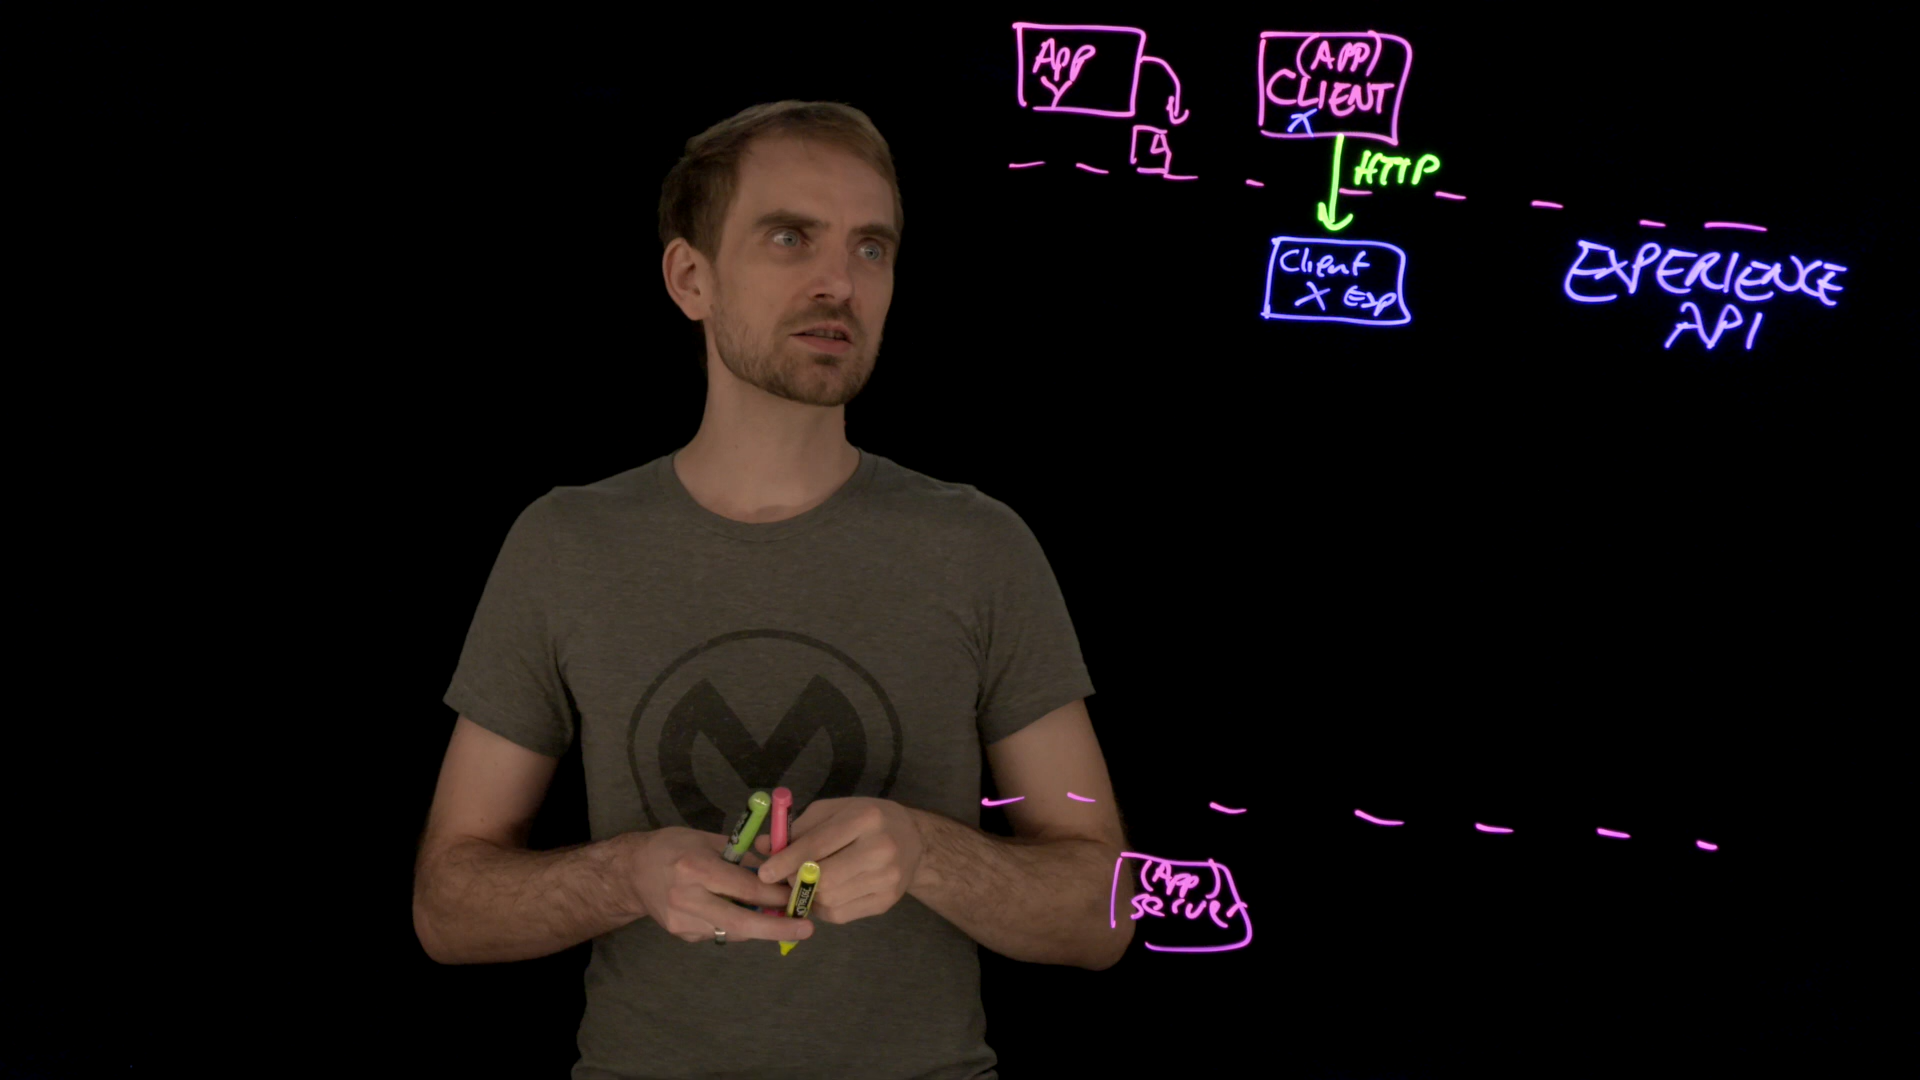 App
Y
(APP)
CLIENT
X
HTTP
Client
X Exp
EXPERIENCE
API
(App)
server